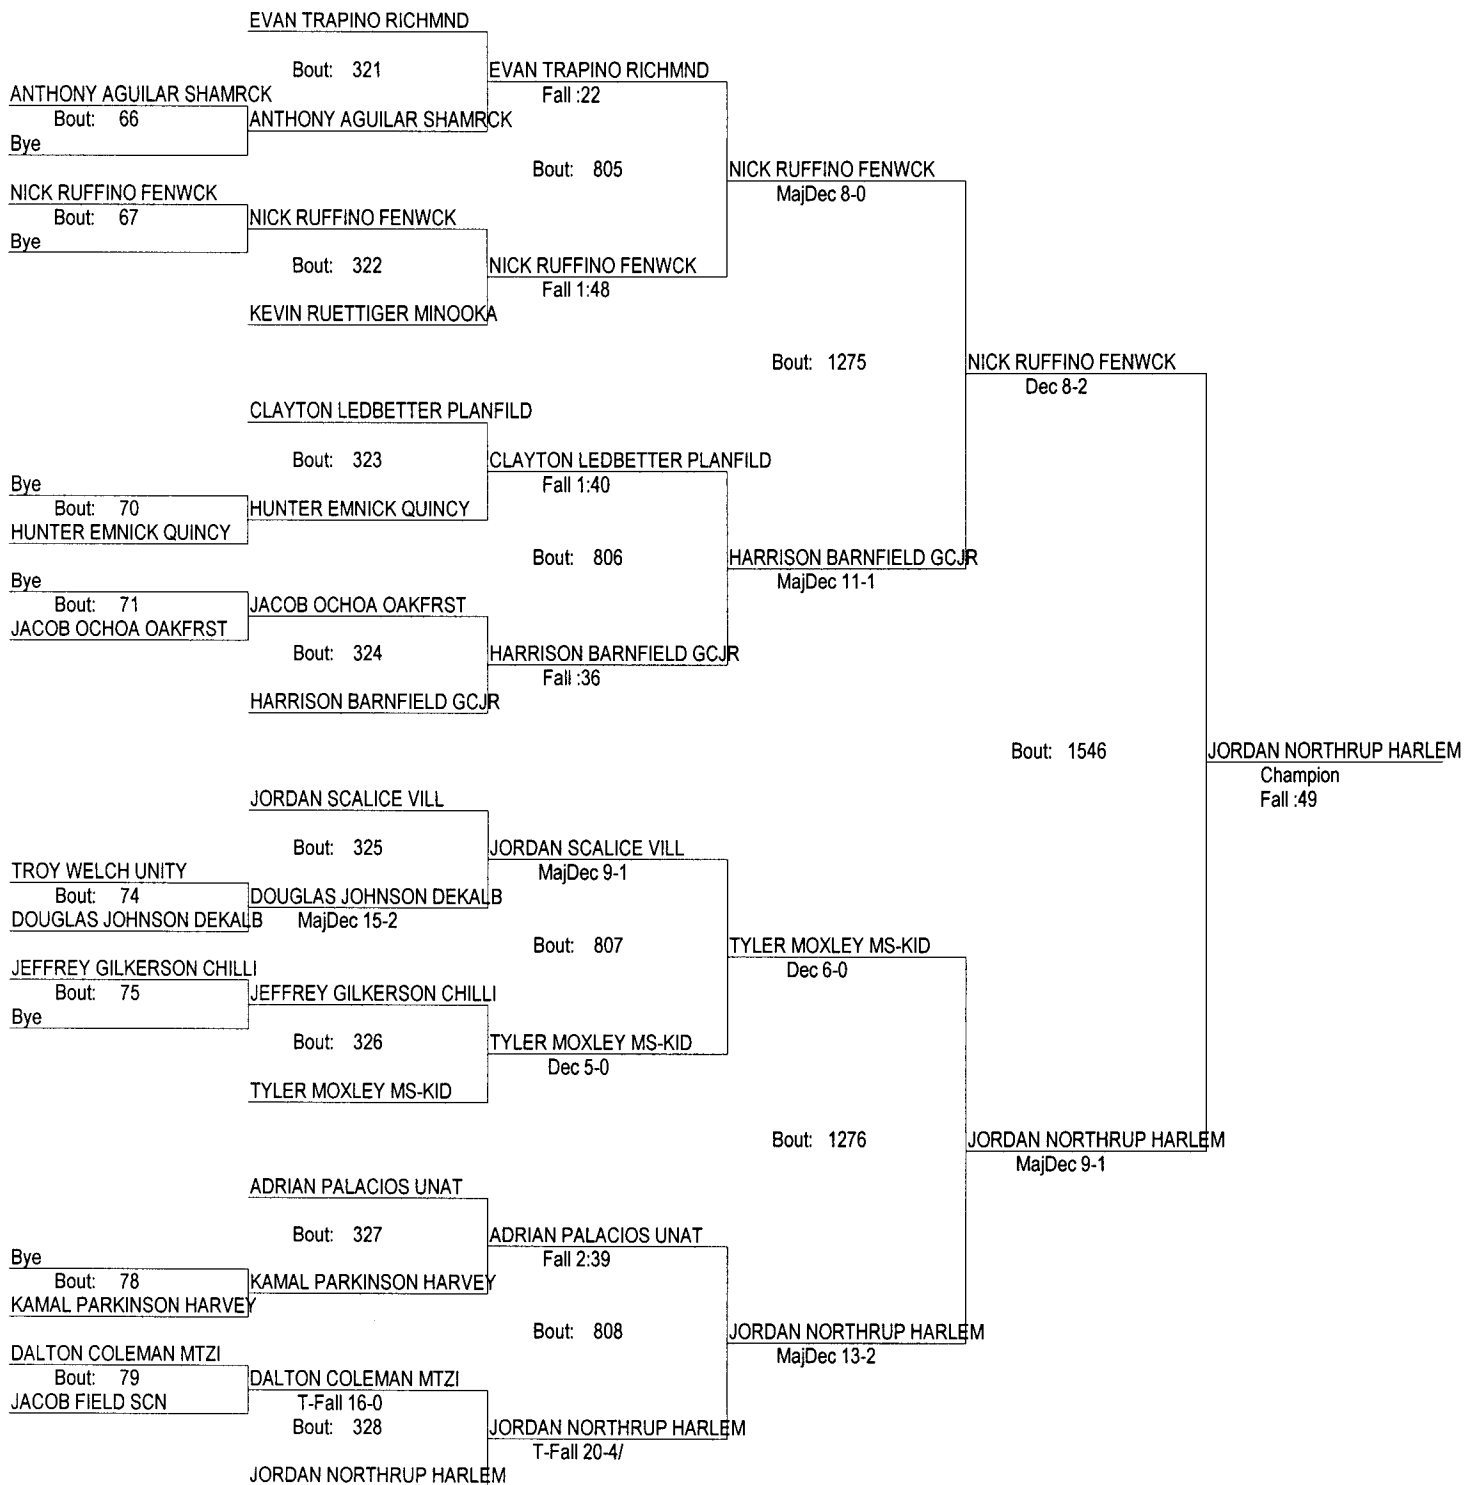 EVAN TRAPINO RICHMND
Bout: 321
EVAN TRAPINO RICHMND
Fall :22
ANTHONY AGUILAR SHAMRCK
Bout: 66
ANTHONY AGUILAR SHAMRCK
Bye
Bout: 805
NICK RUFFINO FENWCK
MajDec 8-0
NICK RUFFINO FENWCK
Bout: 67
NICK RUFFINO FENWCK
Bye
Bout: 322
NICK RUFFINO FENWCK
Fall 1:48
KEVIN RUETTIGER MINOOKA
Bout: 1275
NICK RUFFINO FENWCK
Dec 8-2
CLAYTON LEDBETTER PLANFILD
Bout: 323
CLAYTON LEDBETTER PLANFILD
Fall 1:40
Bye
Bout: 70
HUNTER EMNICK QUINCY
HUNTER EMNICK QUINCY
Bout: 806
HARRISON BARNFIELD GCJR
MajDec 11-1
Bye
Bout: 71
JACOB OCHOA OAKFRST
JACOB OCHOA OAKFRST
Bout: 324
HARRISON BARNFIELD GCJR
Fall :36
HARRISON BARNFIELD GCJR
Bout: 1546
JORDAN NORTHRUP HARLEM
Champion
Fall :49
JORDAN SCALICE VILL
Bout: 325
JORDAN SCALICE VILL
MajDec 9-1
TROY WELCH UNITY
Bout: 74
DOUGLAS JOHNSON DEKALB
DOUGLAS JOHNSON DEKALB
MajDec 15-2
Bout: 807
TYLER MOXLEY MS-KID
Dec 6-0
JEFFREY GILKERSON CHILLI
Bout: 75
JEFFREY GILKERSON CHILLI
Bye
Bout: 326
TYLER MOXLEY MS-KID
Dec 5-0
TYLER MOXLEY MS-KID
Bout: 1276
JORDAN NORTHRUP HARLEM
MajDec 9-1
ADRIAN PALACIOS UNAT
Bout: 327
ADRIAN PALACIOS UNAT
Fall 2:39
Bye
Bout: 78
KAMAL PARKINSON HARVEY
KAMAL PARKINSON HARVEY
Bout: 808
JORDAN NORTHRUP HARLEM
MajDec 13-2
DALTON COLEMAN MTZI
Bout: 79
DALTON COLEMAN MTZI
JACOB FIELD SCN
T-Fall 16-0
Bout: 328
JORDAN NORTHRUP HARLEM
T-Fall 20-4/
JORDAN NORTHRUP HARLEM